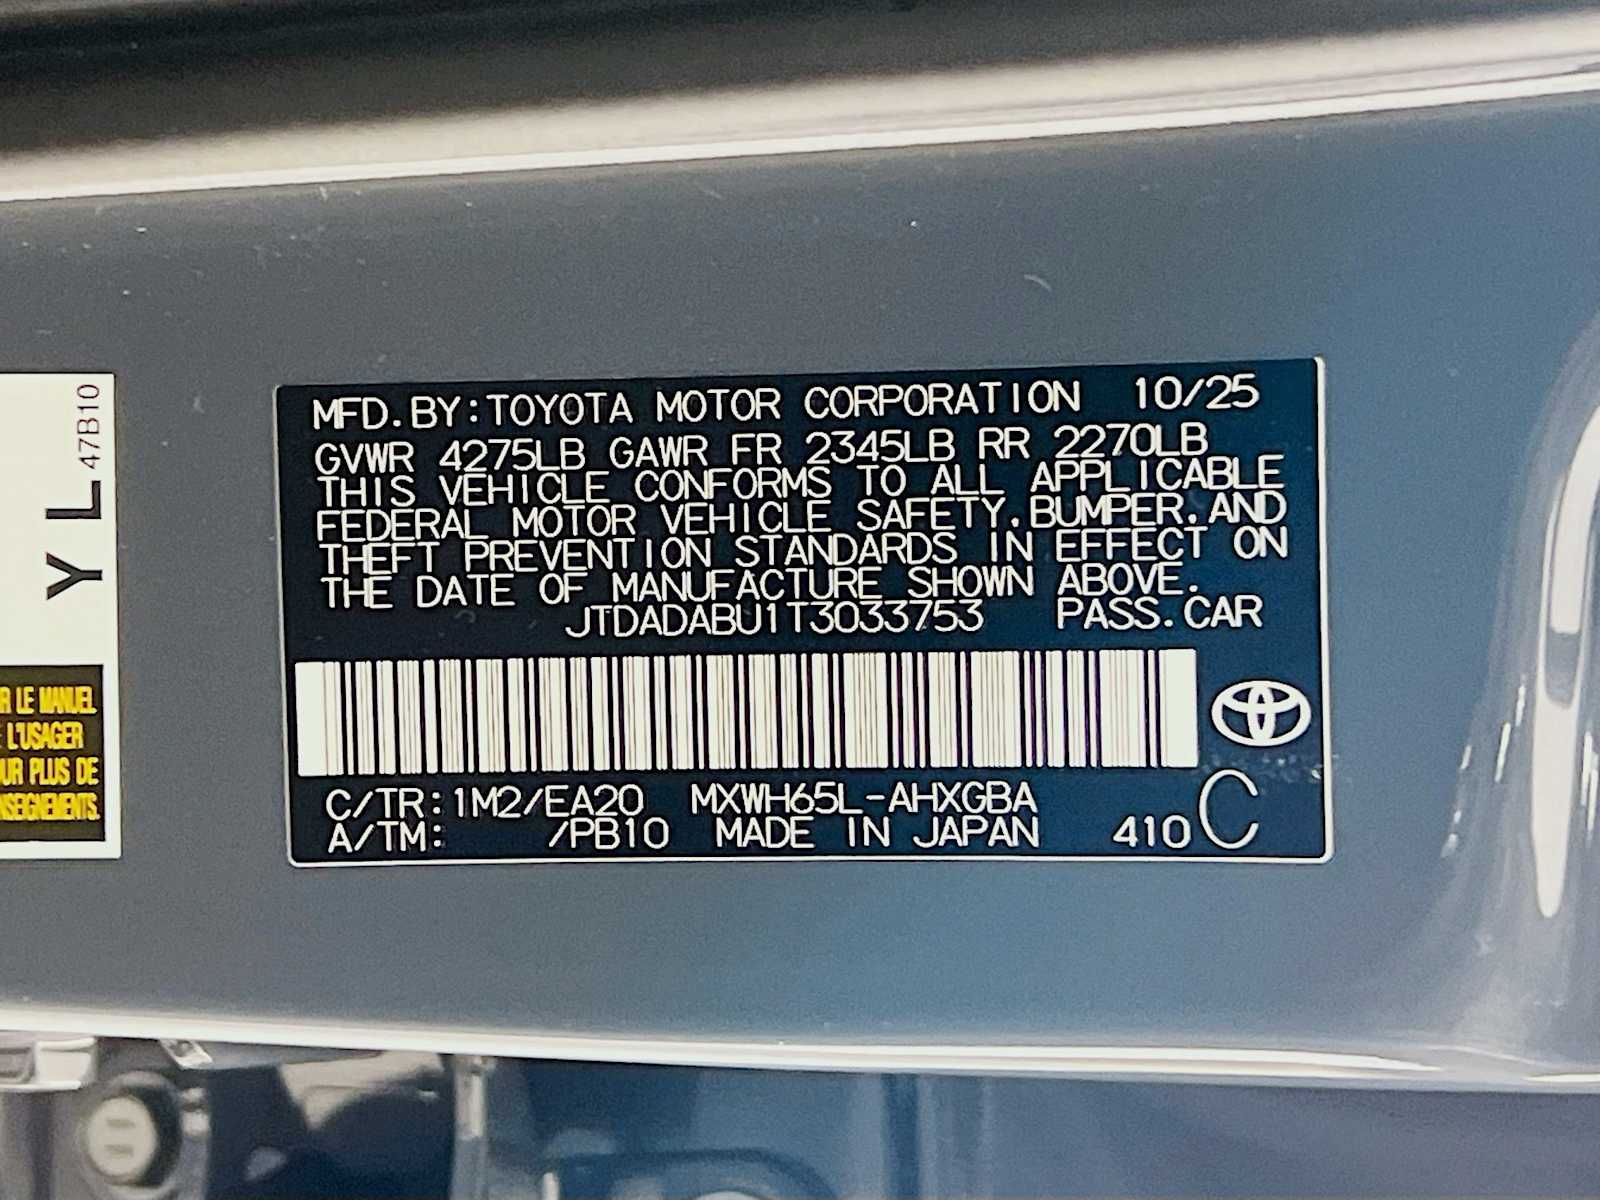 MFD.BY:TOYOTA MOTOR CORPORATION 10/25
GVWR 4275LB GAWR FR 2345LB RR 2270LB
THIS VEHICLE CONFORMS TO ALL APPLICABLE
FEDERAL MOTOR VEHICLE SAFETY,BUMPER,AND
THEFT PREVENTION STANDARDS IN EFFECT ON
THE DATE OF MANUFACTURE SHOWN ABOVE.
JTDADABU1T3033753 PASS.CAR
C/TR:1M2/EA20 MXWH65L-AHXGBA
A/TM: /PB10 MADE IN JAPAN 410 C
Y L 47B10
LE MANUEL
L'USAGER
PLUS DE